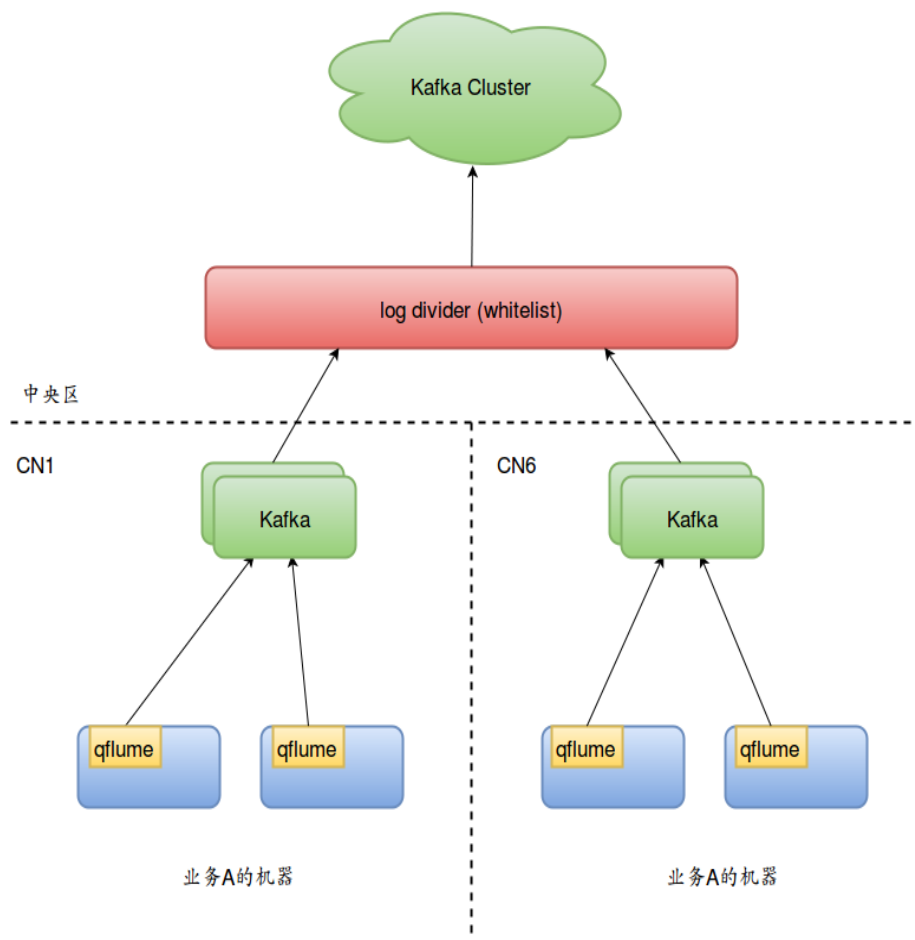 Kafka Cluster
log divider (whitelist)
中央区
CN1
CN6
Kafka
Kafka
qflume
qflume
qflume
qflume
业务A的机器
业务A的机器